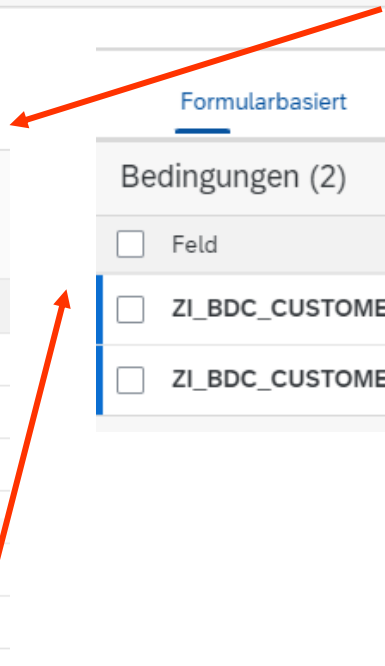 Formularbasiert
Bedingungen (2)
Feld
ZI_BDC_CUSTOME
ZI_BDC_CUSTOME